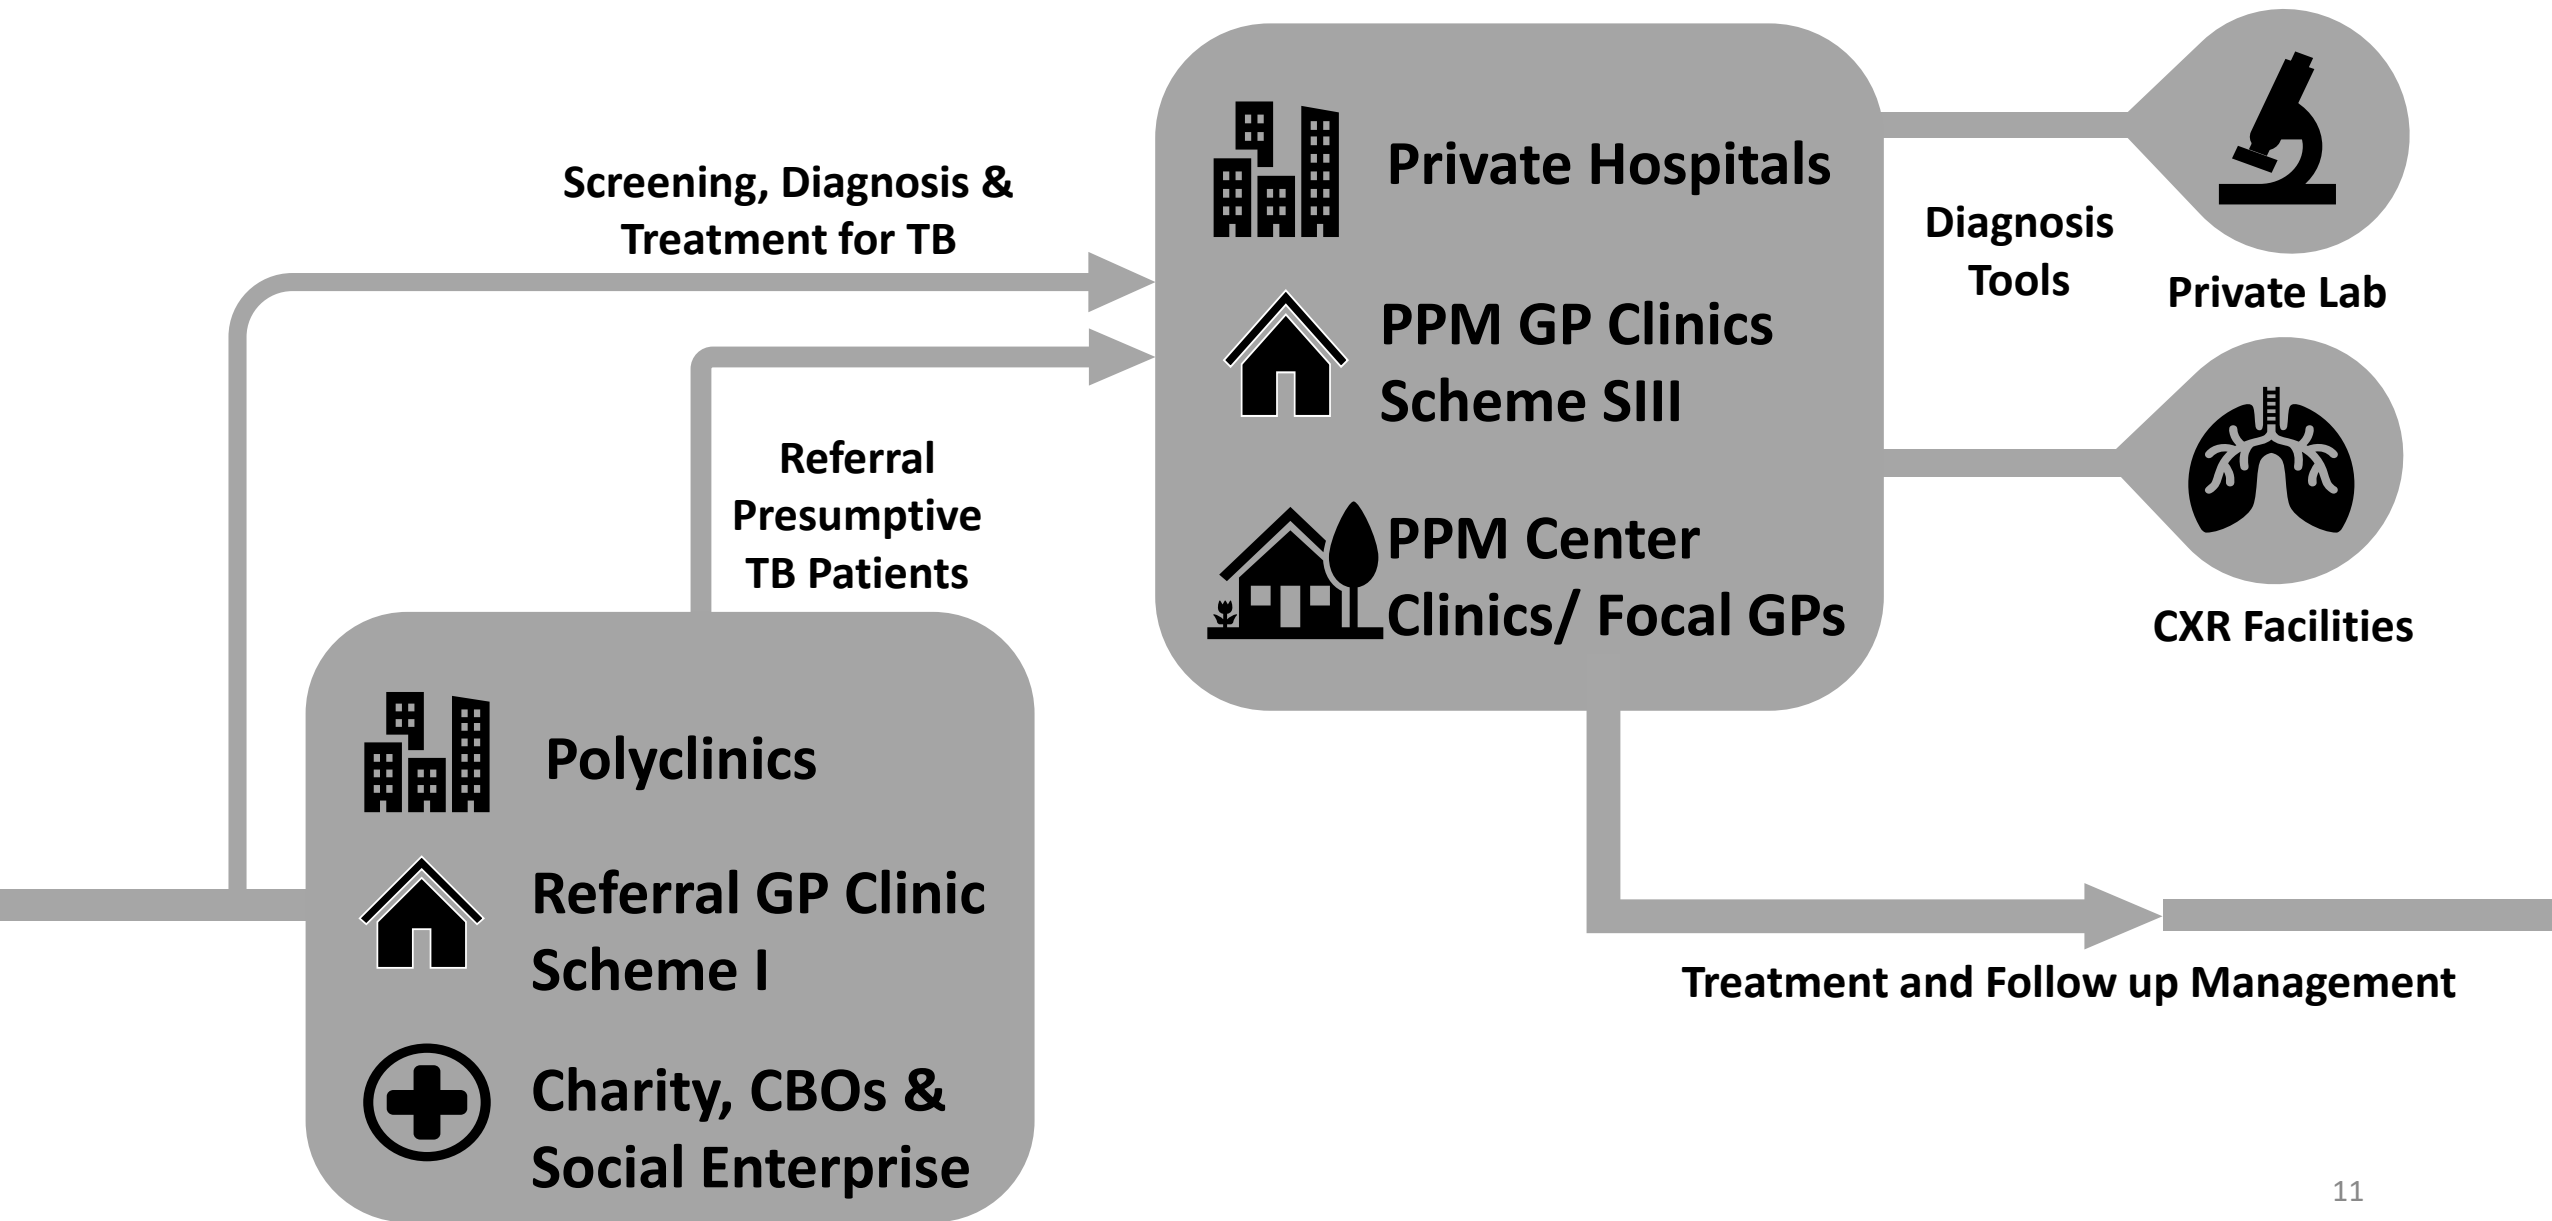 Screening, Diagnosis &
Treatment for TB
Referral
Presumptive
TB Patients
Polyclinics
Referral GP Clinic
Scheme I
Charity, CBOs &
Social Enterprise
Private Hospitals
PPM GP Clinics
Scheme SIII
PPM Center
Clinics/ Focal GPs
Diagnosis
Tools
Private Lab
CXR Facilities
Treatment and Follow up Management
11